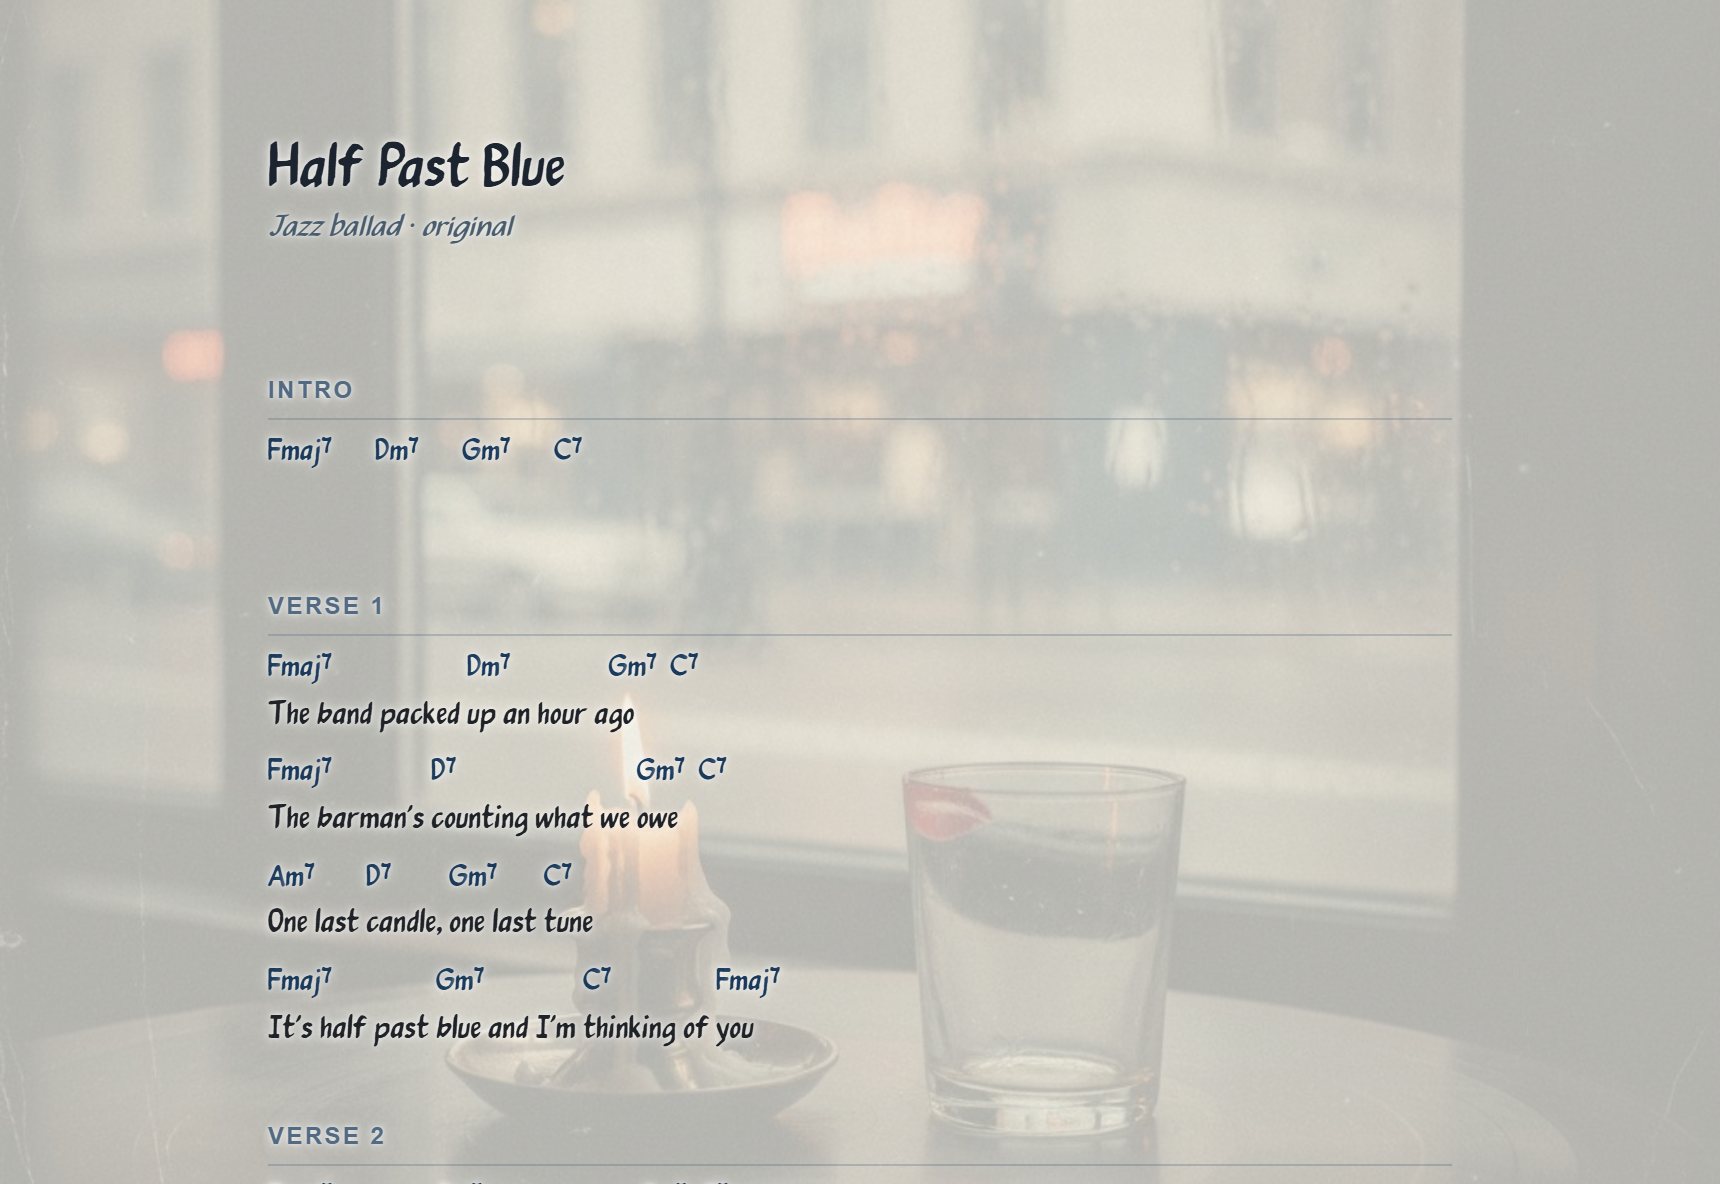 Half Past Blue
Jazz ballad · original
INTRO
Fmaj⁷ Dm⁷ Gm⁷ C⁷
VERSE 1
Fmaj⁷ Dm⁷ Gm⁷ C⁷
The band packed up an hour ago
Fmaj⁷ D⁷ Gm⁷ C⁷
The barman's counting what we owe
Am⁷ D⁷ Gm⁷ C⁷
One last candle, one last tune
Fmaj⁷ Gm⁷ C⁷ Fmaj⁷
It's half past blue and I'm thinking of you
VERSE 2